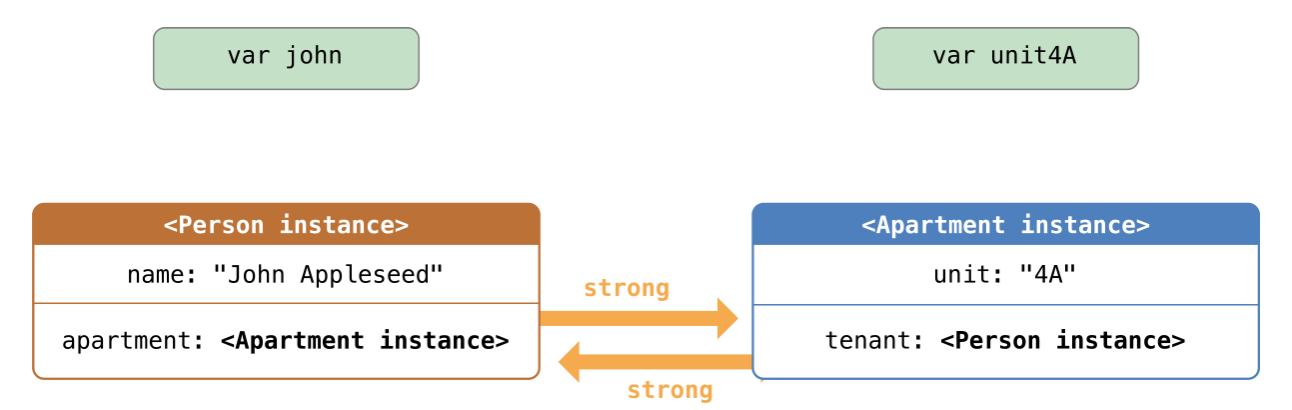 var john
var unit4A
<Person instance>
name: "John Appleseed"
apartment: <Apartment instance>
strong
strong
<Apartment instance>
unit: "4A"
tenant: <Person instance>